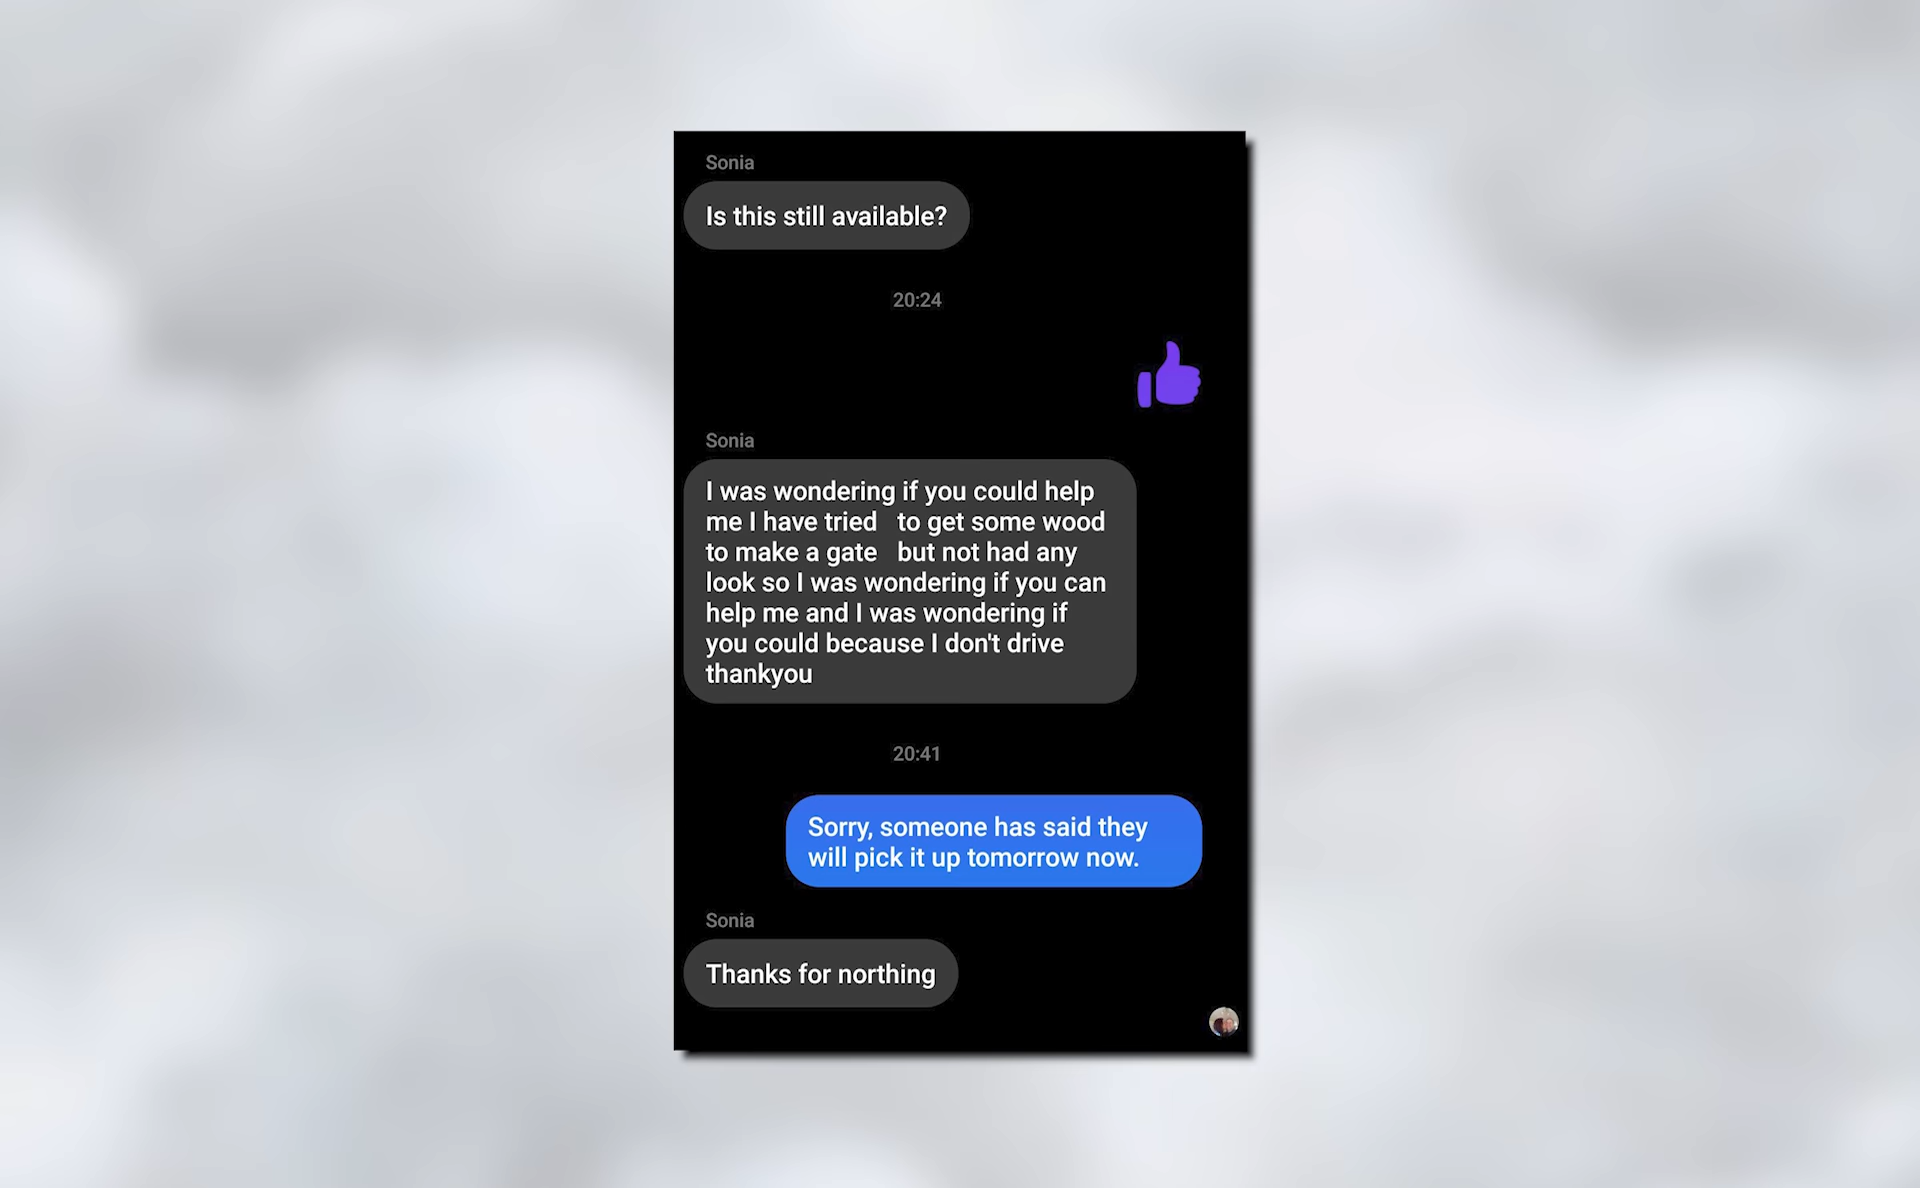 Sonia
Is this still available?
20:24
Sonia
I was wondering if you could help
me I have tried   to get some wood
to make a gate   but not had any
look so I was wondering if you can
help me and I was wondering if
you could because I don't drive
thankyou
20:41
Sorry, someone has said they
will pick it up tomorrow now.
Sonia
Thanks for northing